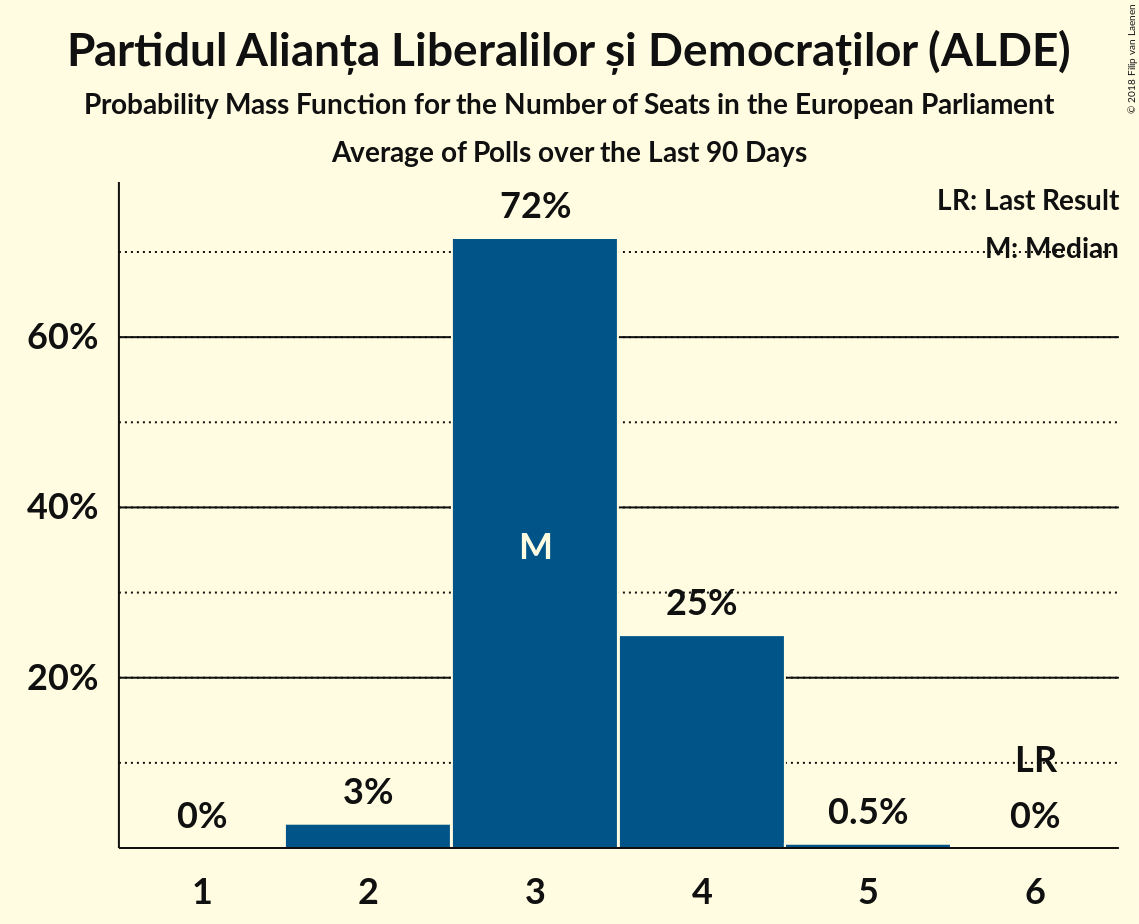 Partidul Alianța Liberalilor și Democraților (ALDE)
Probability Mass Function for the Number of Seats in the European Parliament
Average of Polls over the Last 90 Days
© 2018 Filip van Laenen
LR: Last Result
M: Median
72%
60%
40%
M
25%
20%
LR
3%
0%
0.5%
0%
1 2 3 4 5 6